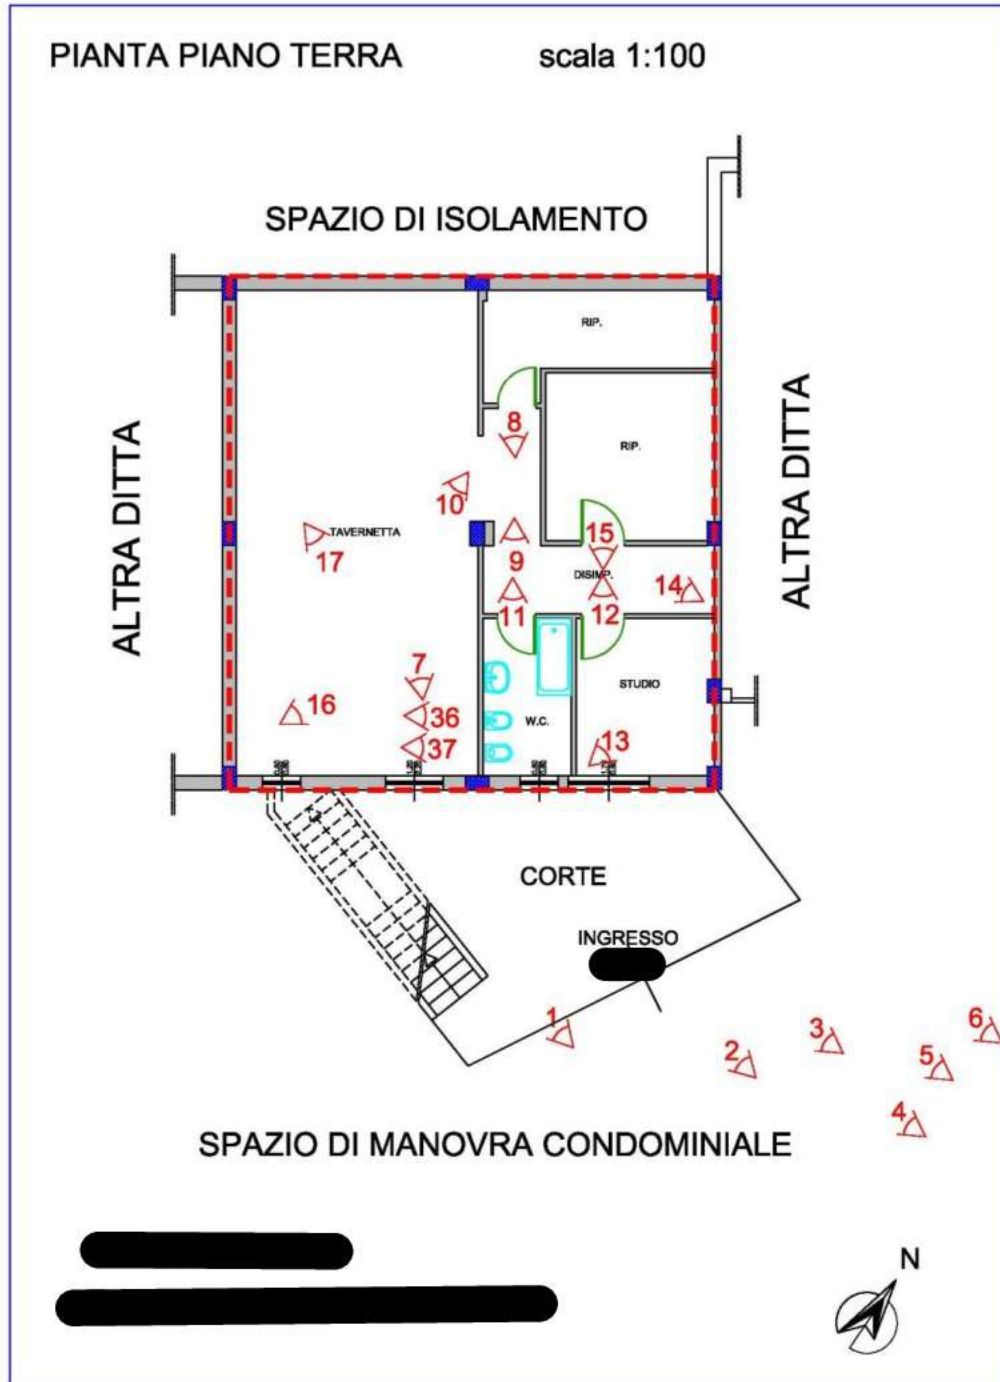 PIANTA PIANO TERRA scala 1:100
SPAZIO DI ISOLAMENTO
RIP.
ALTRA DITTA
ALTRA DITTA
8
RIP.
10
TAVERNETTA
17
9
15
DISIMP.
11
12
14
7
STUDIO
16
36
W.C.
37
13
CORTE
INGRESSO
1
2
3
6
5
4
SPAZIO DI MANOVRA CONDOMINIALE
N